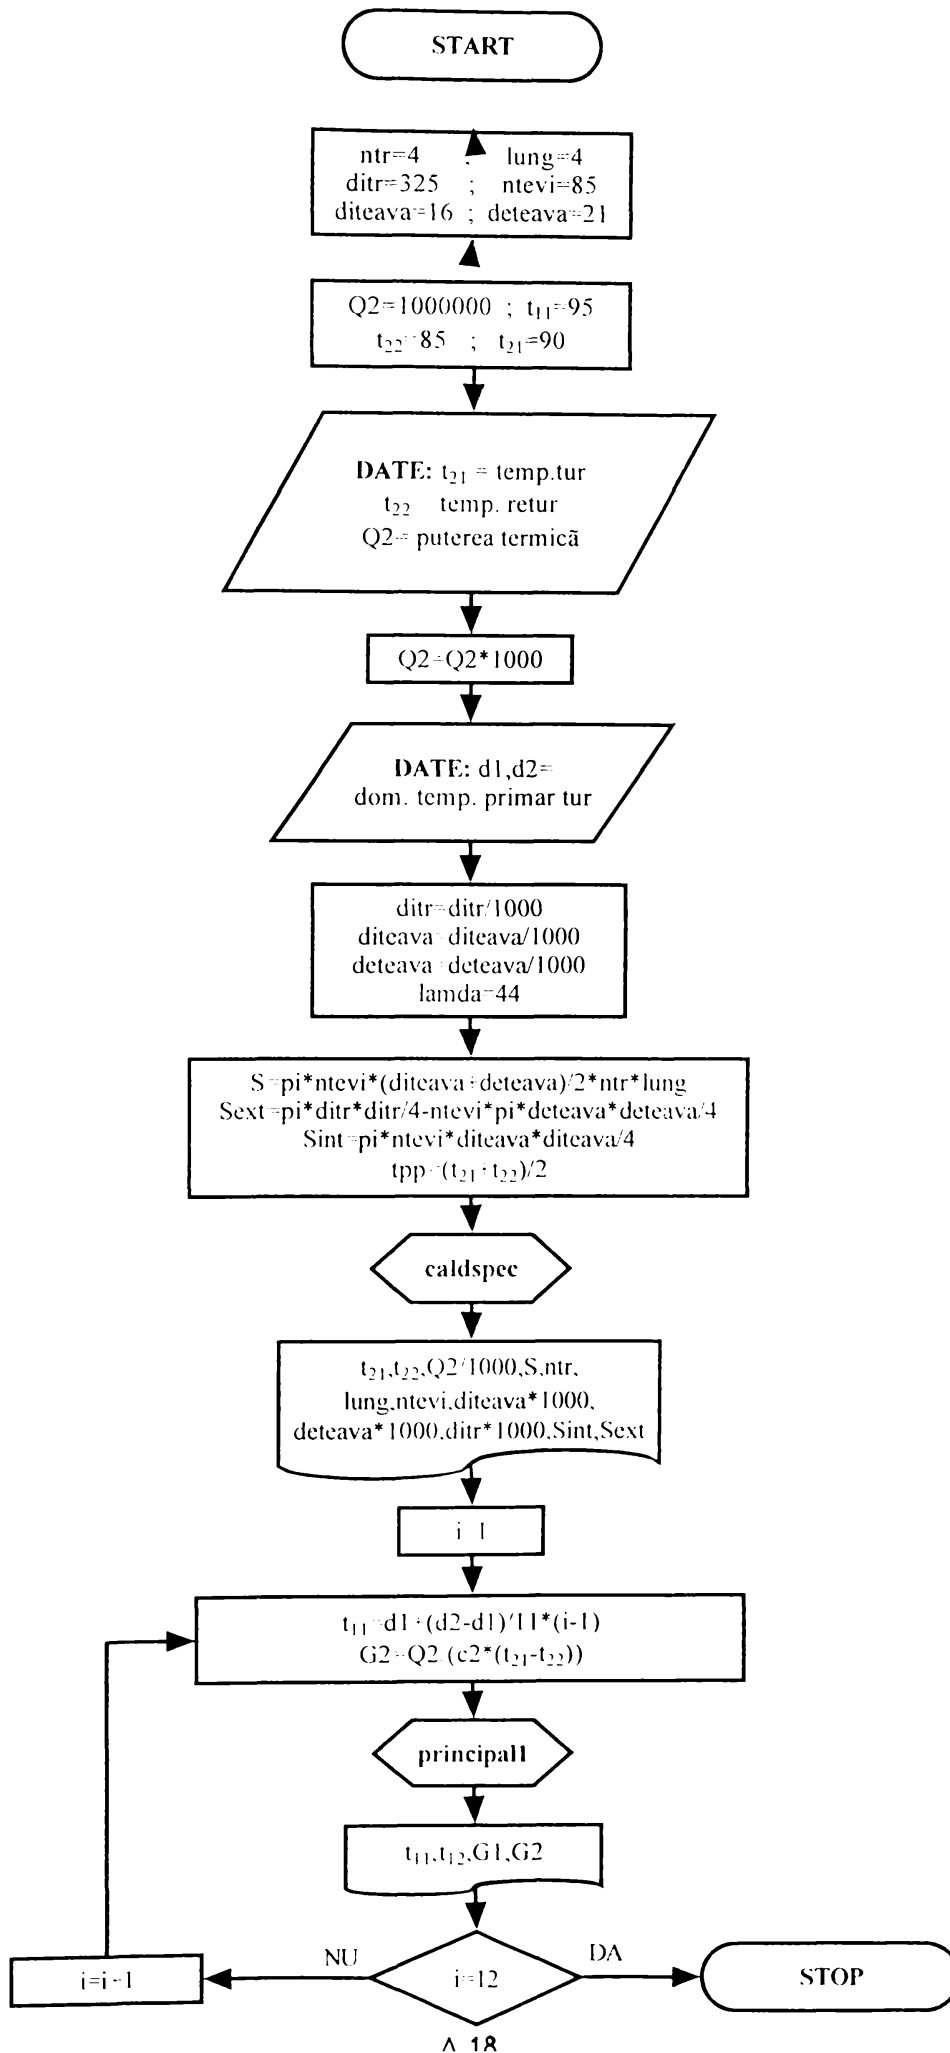 START
ntr=4 ; lung=4
ditr=325 ; ntevi=85
diteava=16 ; deteava=21
Q2=1000000 ; t₁₁=95
t₂₂=85 ; t₂₁=90
DATE: t₂₁ = temp.tur
t₂₂ temp. retur
Q2= puterea termicã
Q2=Q2*1000
DATE: d1,d2=
dom. temp. primar tur
ditr=ditr/1000
diteava=diteava/1000
deteava=deteava/1000
lamda=44
S=pi*ntevi*(diteava+deteava)/2*ntr*lung
Sext=pi*ditr*ditr/4-ntevi*pi*deteava*deteava/4
Sint=pi*ntevi*diteava*diteava/4
tpp=(t₂₁+t₂₂)/2
caldspec
t₂₁,t₂₂,Q2/1000,S,ntr,
lung,ntevi,diteava*1000,
deteava*1000,ditr*1000,Sint,Sext
i=1
t₁₁=d1+(d2-d1)/11*(i-1)
G2=Q2/(c2*(t₂₁-t₂₂))
principal1
t₁₁,t₁₂,G1,G2
NU
i=12
DA
i=i+1
STOP
A 18